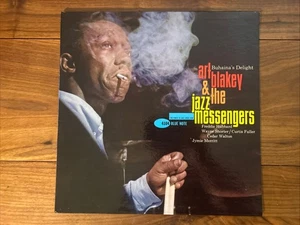 Buhaina's Delight
art
blakey
& the
jazz
messengers
BLUE NOTE
Freddie Hubbard
Wayne Shorter / Curtis Fuller
Cedar Walton
Jymie Merritt